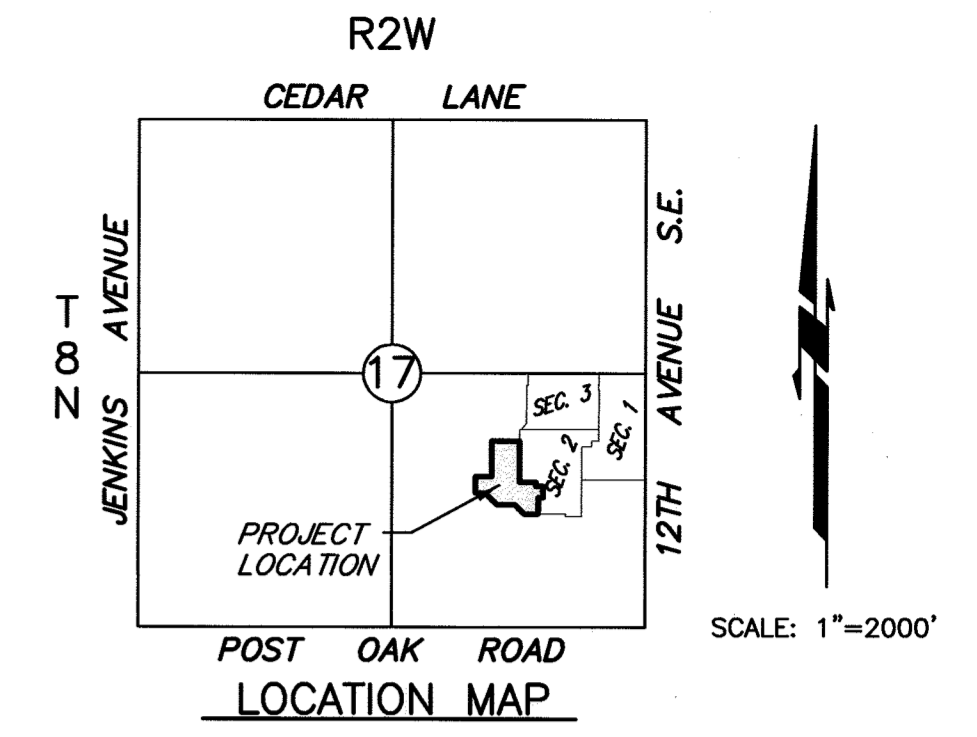 R2W
CEDAR LANE
T
8
N
JENKINS AVENUE
12TH AVENUE S.E.
17
SEC. 3
SEC. 2
SEC. 1
PROJECT
LOCATION
SCALE: 1"=2000'
POST OAK ROAD
LOCATION MAP